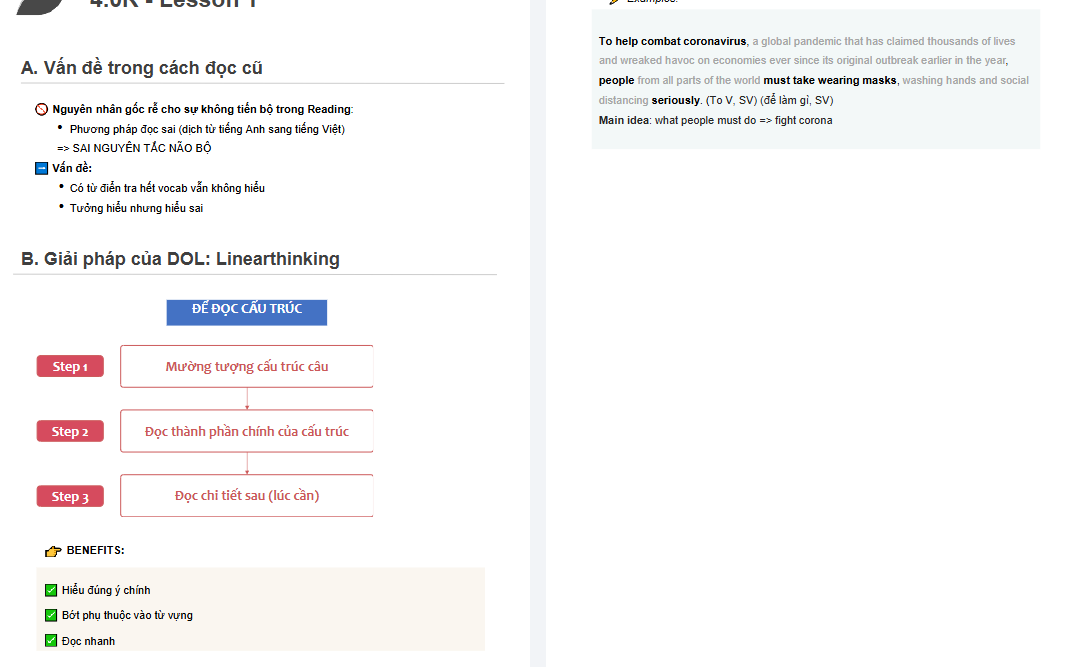 4.0R - Lesson 1
A. Vấn đề trong cách đọc cũ
Nguyên nhân gốc rễ cho sự không tiến bộ trong Reading:
• Phương pháp đọc sai (dịch từ tiếng Anh sang tiếng Việt)
=> SAI NGUYÊN TẮC NÃO BỘ
Vấn đề:
• Có từ điển tra hết vocab vẫn không hiểu
• Tưởng hiểu nhưng hiểu sai
B. Giải pháp của DOL: Linearthinking
ĐỂ ĐỌC CẤU TRÚC
Step 1 Mường tượng cấu trúc câu
Step 2 Đọc thành phần chính của cấu trúc
Step 3 Đọc chi tiết sau (lúc cần)
BENEFITS:
Hiểu đúng ý chính
Bớt phụ thuộc vào từ vựng
Đọc nhanh
Examples:
To help combat coronavirus, a global pandemic that has claimed thousands of lives
and wreaked havoc on economies ever since its original outbreak earlier in the year,
people from all parts of the world must take wearing masks, washing hands and social
distancing seriously. (To V, SV) (để làm gì, SV)
Main idea: what people must do => fight corona